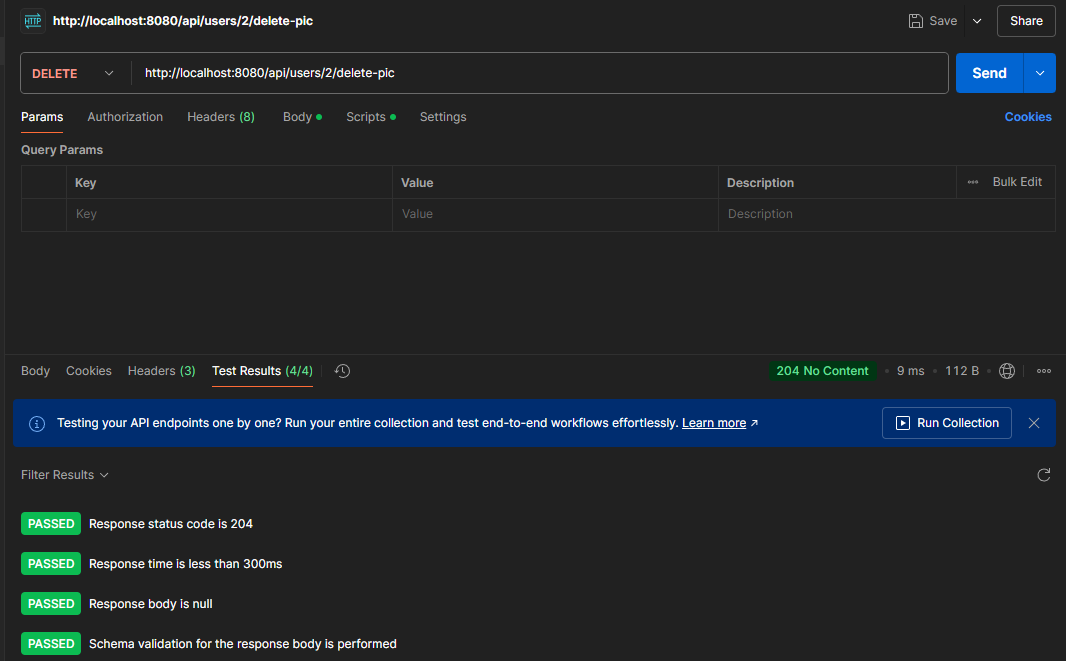 HTTP http://localhost:8080/api/users/2/delete-pic Save Share
DELETE http://localhost:8080/api/users/2/delete-pic Send
Params Authorization Headers (8) Body Scripts Settings Cookies
Query Params
Key Value Description Bulk Edit
Key Value Description
Body Cookies Headers (3) Test Results (4/4) 204 No Content 9 ms 112 B
Testing your API endpoints one by one? Run your entire collection and test end-to-end workflows effortlessly. Learn more Run Collection
Filter Results
PASSED Response status code is 204
PASSED Response time is less than 300ms
PASSED Response body is null
PASSED Schema validation for the response body is performed